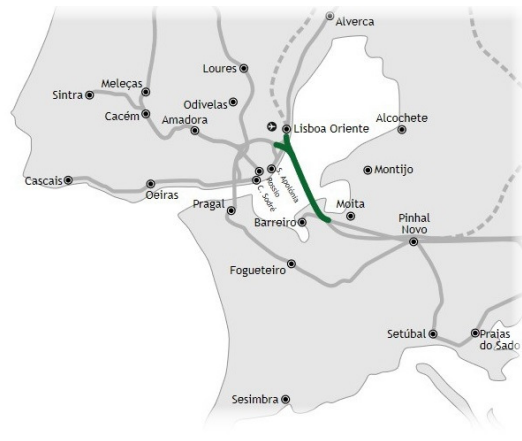 Alverca
Loures
Meleças
Sintra
Odivelas
Cacém
Amadora
Lisboa Oriente
Alcochete
Cascais
Oeiras
S. Apolónia
Rossio
C. Sodré
Montijo
Pragal
Moita
Barreiro
Pinhal
Novo
Fogueteiro
Setúbal
Praias
do Sado
Sesimbra